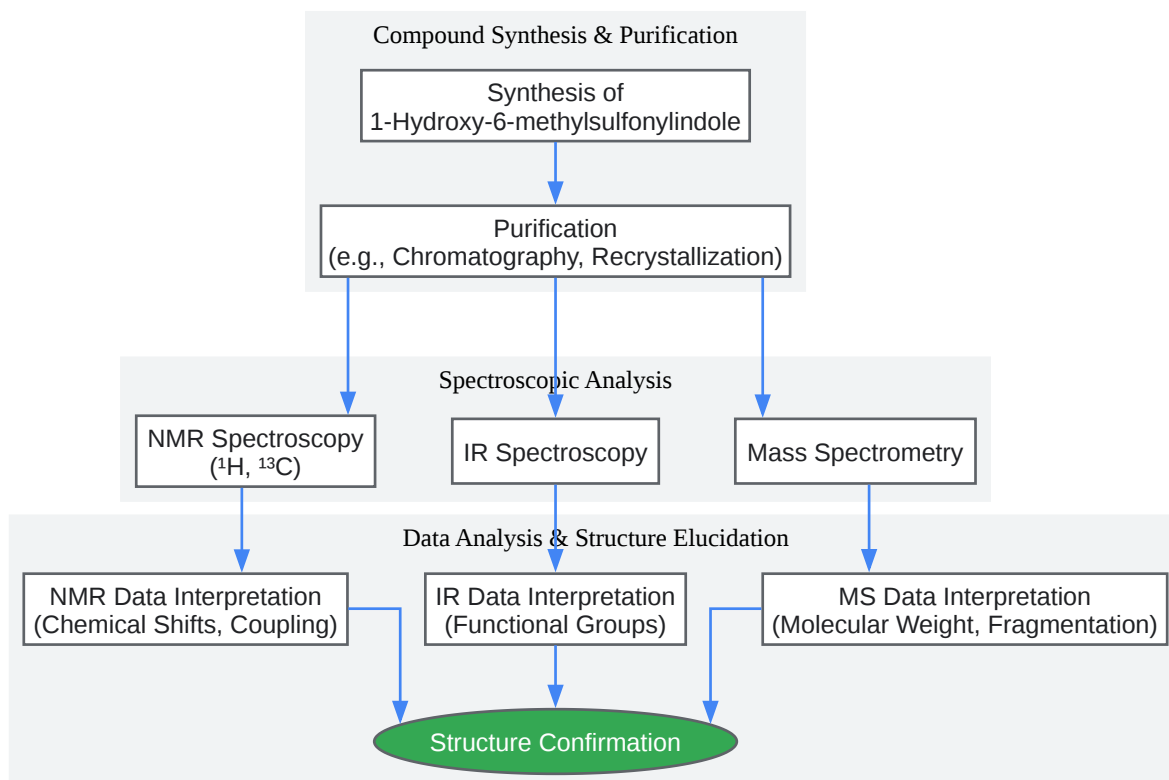 Compound Synthesis & Purification
Synthesis of
1-Hydroxy-6-methylsulfonylindole
Purification
(e.g., Chromatography, Recrystallization)
Spectroscopic Analysis
NMR Spectroscopy
(¹H, ¹³C)
IR Spectroscopy
Mass Spectrometry
Data Analysis & Structure Elucidation
NMR Data Interpretation
(Chemical Shifts, Coupling)
IR Data Interpretation
(Functional Groups)
MS Data Interpretation
(Molecular Weight, Fragmentation)
Structure Confirmation